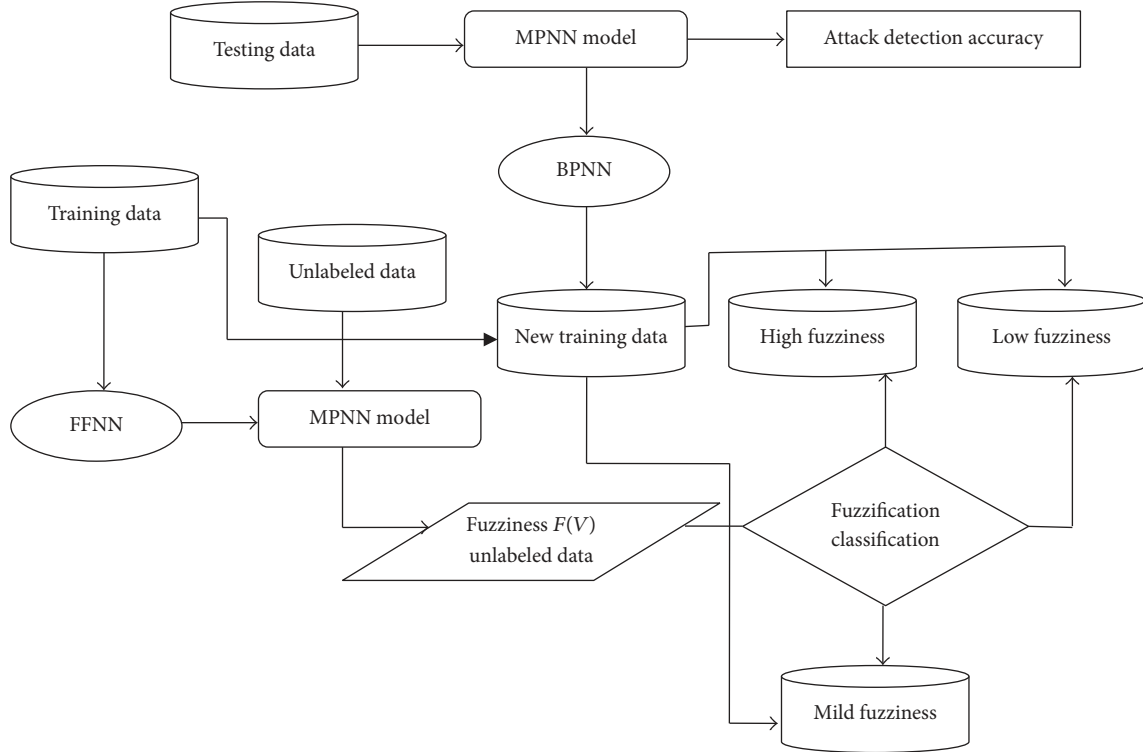 Testing data
MPNN model
Attack detection accuracy
BPNN
Training data
Unlabeled data
New training data
High fuzziness
Low fuzziness
FFNN
MPNN model
Fuzziness F(V)
unlabeled data
Fuzzification
classification
Mild fuzziness